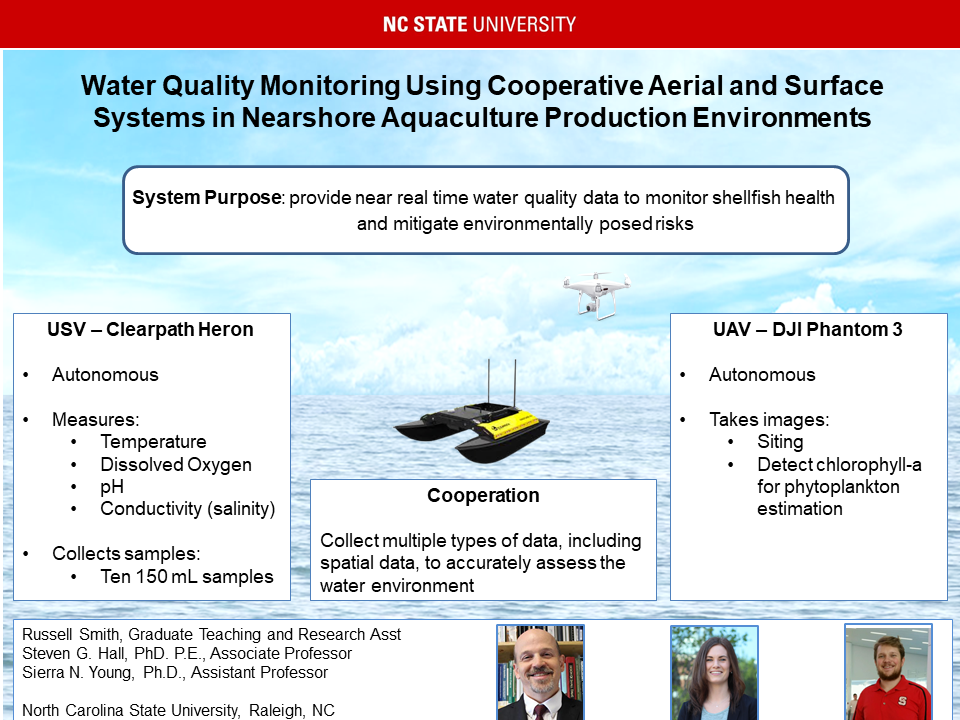 NC STATE UNIVERSITY
Water Quality Monitoring Using Cooperative Aerial and Surface
Systems in Nearshore Aquaculture Production Environments
System Purpose: provide near real time water quality data to monitor shellfish health
and mitigate environmentally posed risks
USV – Clearpath Heron
• Autonomous
• Measures:
• Temperature
• Dissolved Oxygen
• pH
• Conductivity (salinity)
• Collects samples:
• Ten 150 mL samples
Cooperation
Collect multiple types of data, including
spatial data, to accurately assess the
water environment
UAV – DJI Phantom 3
• Autonomous
• Takes images:
• Siting
• Detect chlorophyll-a
for phytoplankton
estimation
Russell Smith, Graduate Teaching and Research Asst
Steven G. Hall, PhD. P.E., Associate Professor
Sierra N. Young, Ph.D., Assistant Professor
North Carolina State University, Raleigh, NC
S